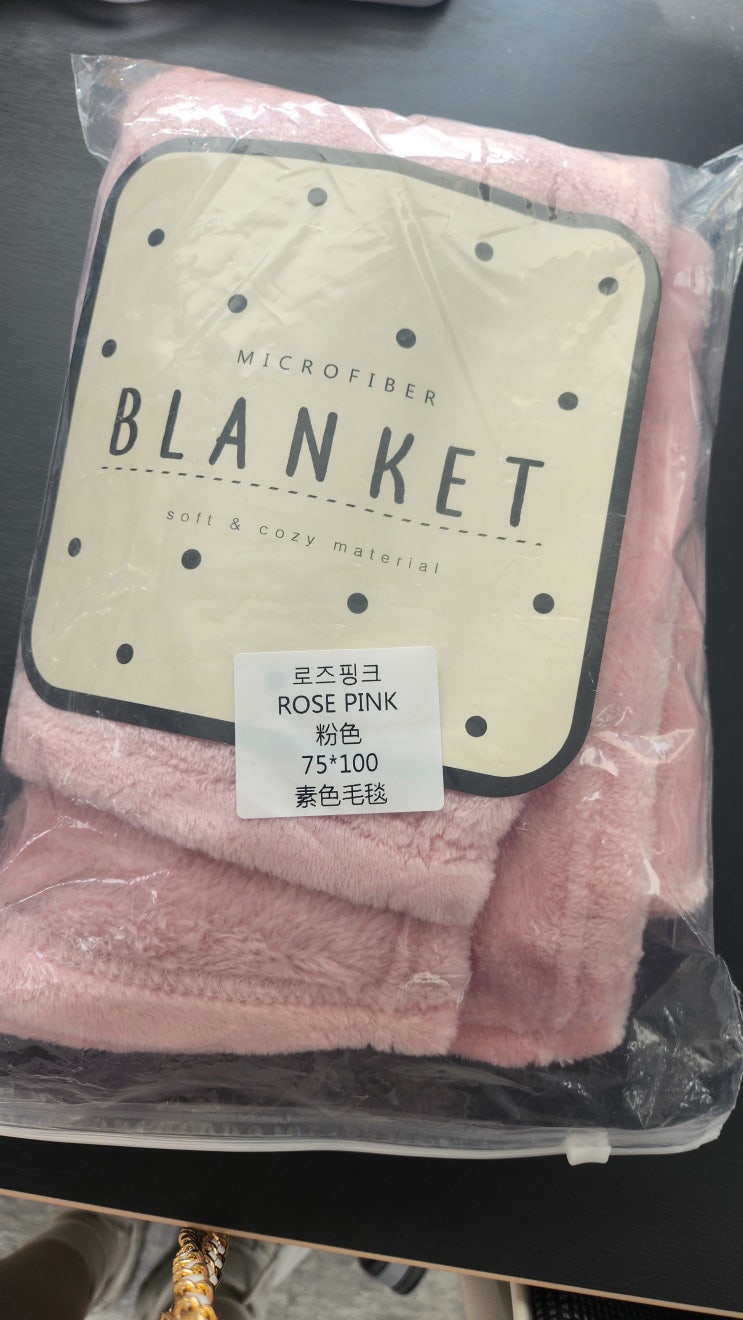 MICROFIBER
BLANKET
soft & cozy material
로즈핑크
ROSE PINK
粉色
75*100
素色毛毯